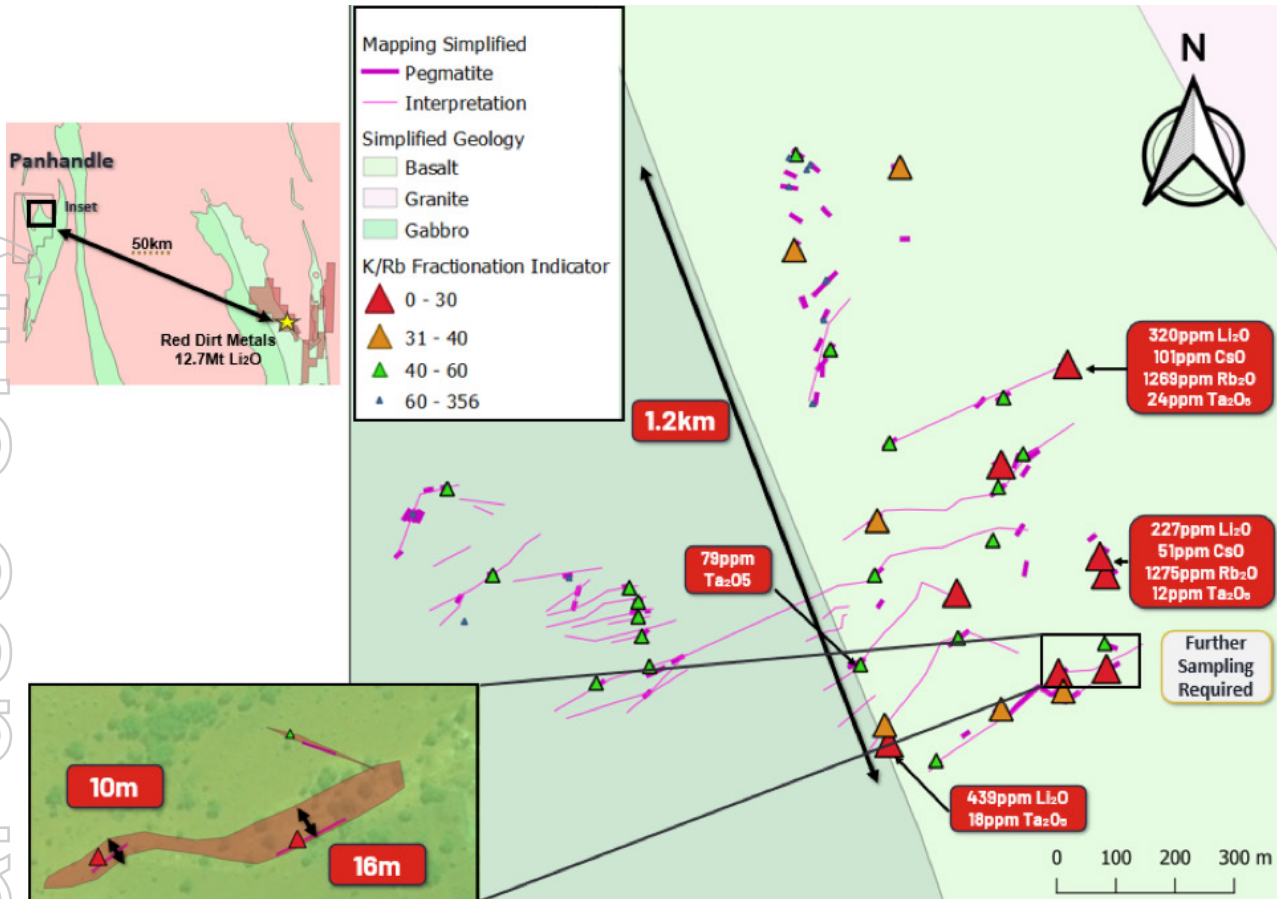 Mapping Simplified
Pegmatite
Interpretation
Simplified Geology
Basalt
Granite
Gabbro
K/Rb Fractionation Indicator
0 - 30
31 - 40
40 - 60
60 - 356
Panhandle
Inset
50km
Red Dirt Metals
12.7Mt Li₂O
N
1.2km
320ppm Li₂O
101ppm CsO
1269ppm Rb₂O
24ppm Ta₂O₅
227ppm Li₂O
51ppm CsO
1275ppm Rb₂O
12ppm Ta₂O₅
79ppm
Ta₂O5
Further
Sampling
Required
439ppm Li₂O
18ppm Ta₂O₅
10m
16m
0 100 200 300 m